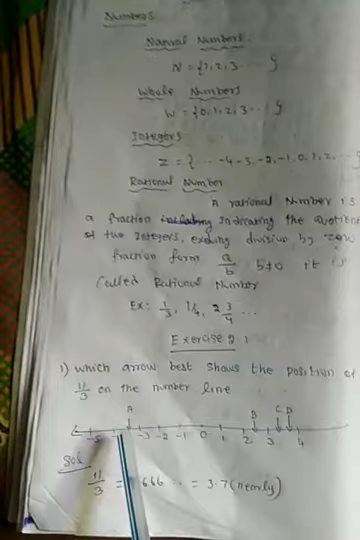 Numbers
Natural Numbers
N = {1, 2, 3 ... }
Whole Numbers
W = {0, 1, 2, 3 ... }
Integers
Z = { ... -4 -3, -2, -1, 0, 1, 2, ...
Rational Number
A rational Number is
a fraction indicating the quotient
of two Integers, exluding division by zero
fraction form a/b b≠0 it is
Called Rational Number
Ex: 1/3, 1/4, 2 3/4 ...
Exercise 2.1
1) which arrow best shows the position of
11/3 on the number line
A B C D
-5 -3 -2 -1 0 1 2 3 4
Sol
11/3 = .666 ... = 3.7 (nearly)